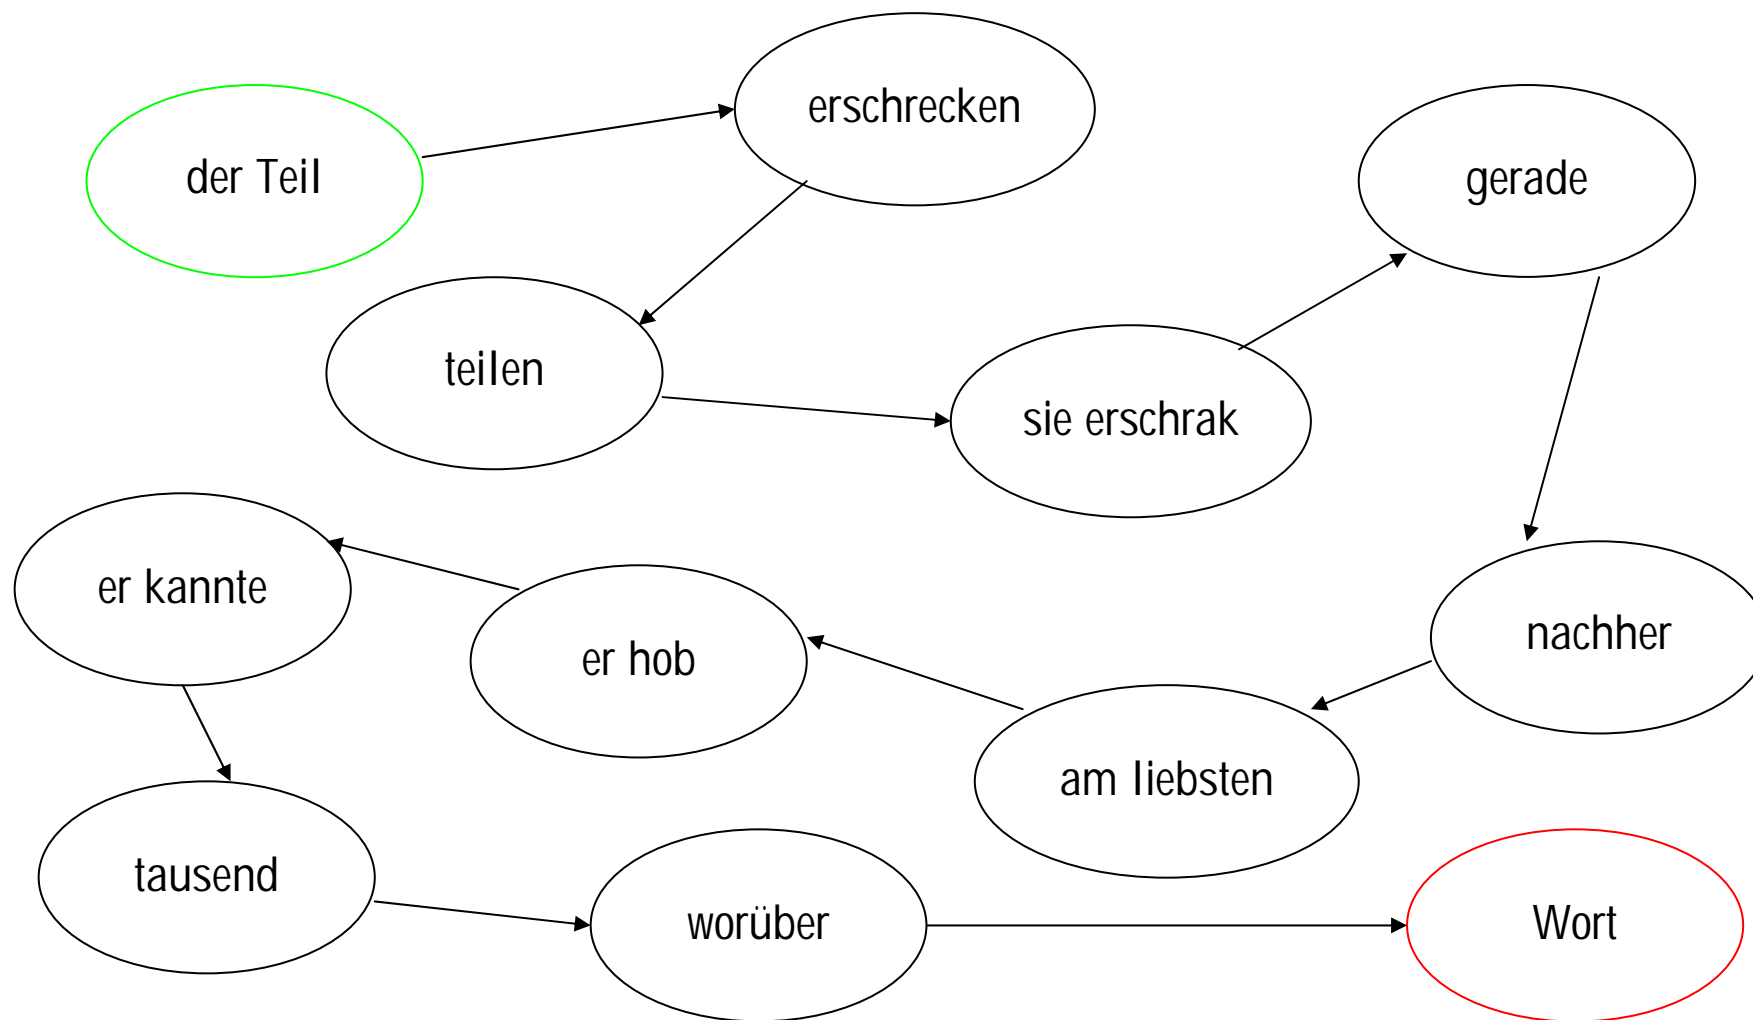 der Teil
erschrecken
teilen
sie erschrak
gerade
nachher
am liebsten
er hob
er kannte
tausend
worüber
Wort